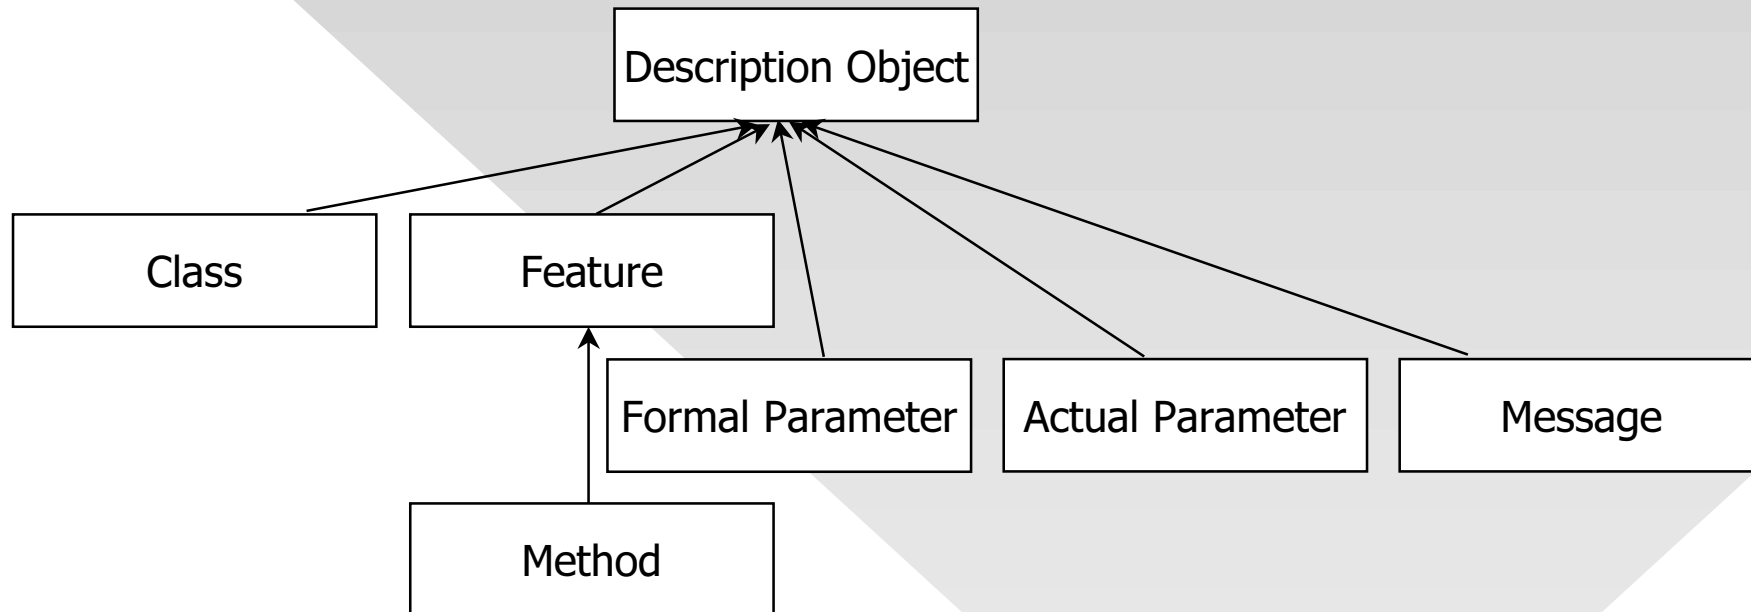 Description Object
Class
Feature
Formal Parameter
Actual Parameter
Message
Method